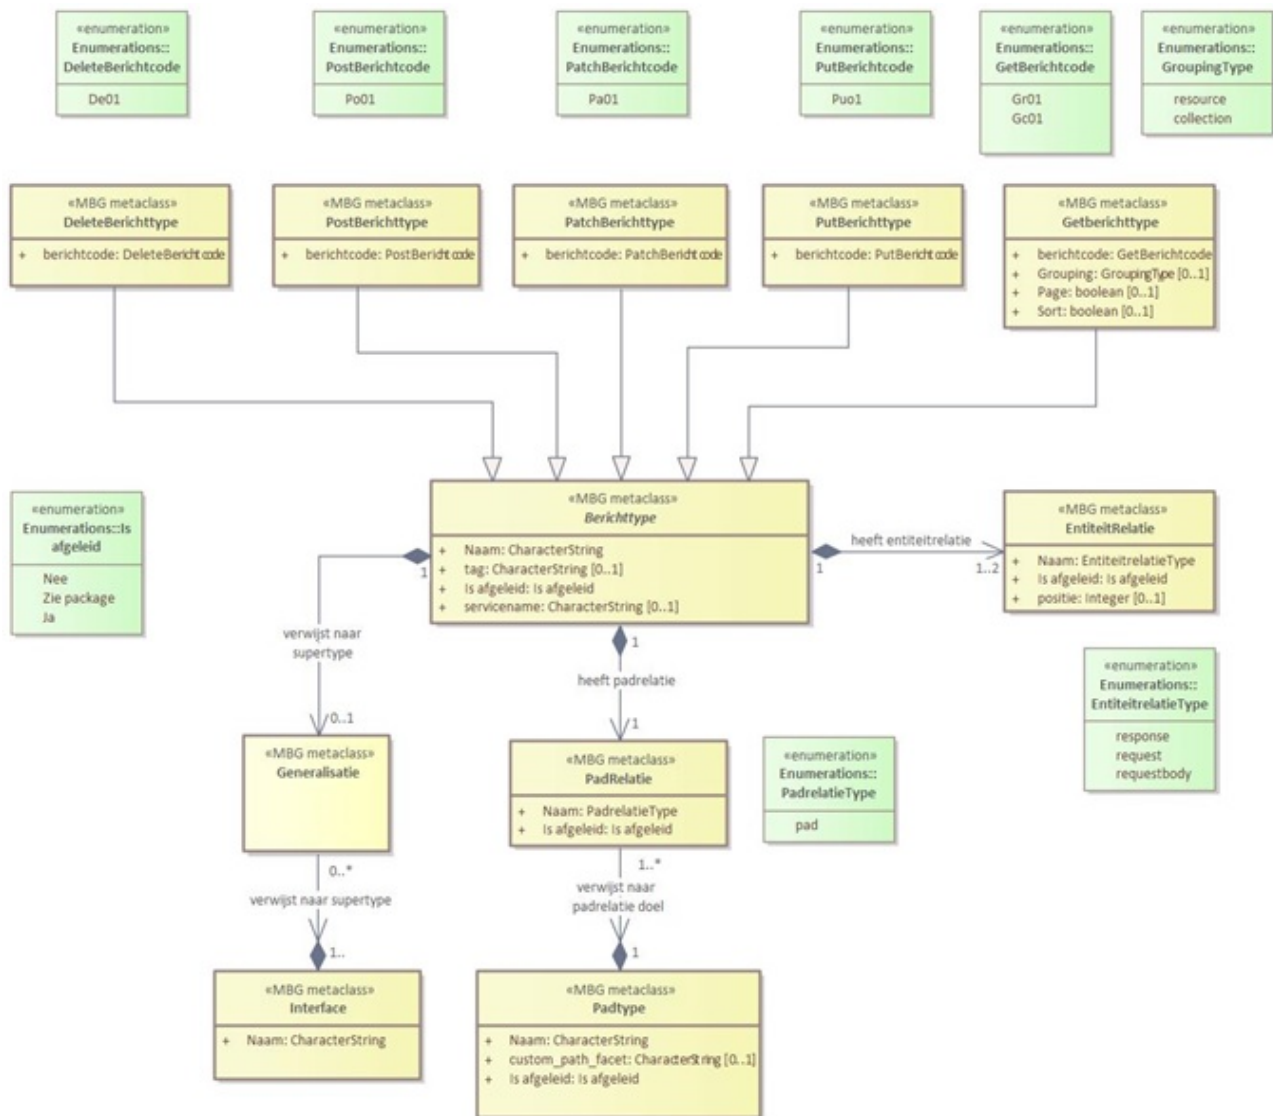 «enumeration»
Enumerations::
DeleteBerichtcode
De01
«enumeration»
Enumerations::
PostBerichtcode
Po01
«enumeration»
Enumerations::
PatchBerichtcode
Pa01
«enumeration»
Enumerations::
PutBerichtcode
Puo1
«enumeration»
Enumerations::
GetBerichtcode
Gr01
Gc01
«enumeration»
Enumerations::
GroupingType
resource
collection
«MBG metaclass»
DeleteBerichttype
+ berichtcode: DeleteBerichtcode
«MBG metaclass»
PostBerichttype
+ berichtcode: PostBerichtcode
«MBG metaclass»
PatchBerichttype
+ berichtcode: PatchBerichtcode
«MBG metaclass»
PutBerichttype
+ berichtcode: PutBerichtcode
«MBG metaclass»
Getberichttype
+ berichtcode: GetBerichtcode
+ Grouping: GroupingType [0..1]
+ Page: boolean [0..1]
+ Sort: boolean [0..1]
«enumeration»
Enumerations::Is
afgeleid
Nee
Zie package
Ja
«MBG metaclass»
Berichttype
+ Naam: CharacterString
+ tag: CharacterString [0..1]
+ Is afgeleid: Is afgeleid
+ servicename: CharacterString [0..1]
1
heeft entiteitrelatie
1
1..2
«MBG metaclass»
EntiteitRelatie
+ Naam: EntiteitrelatieType
+ Is afgeleid: Is afgeleid
+ positie: Integer [0..1]
verwijst naar
supertype
0..1
1
heeft padrelatie
1
«enumeration»
Enumerations::
EntiteitrelatieType
response
request
requestbody
«MBG metaclass»
Generalisatie
«MBG metaclass»
PadRelatie
+ Naam: PadrelatieType
+ Is afgeleid: Is afgeleid
«enumeration»
Enumerations::
PadrelatieType
pad
0..*
verwijst naar supertype
1..
1..*
verwijst naar
padrelatie doel
1
«MBG metaclass»
Interface
+ Naam: CharacterString
«MBG metaclass»
Padtype
+ Naam: CharacterString
+ custom_path_facet: CharacterString [0..1]
+ Is afgeleid: Is afgeleid